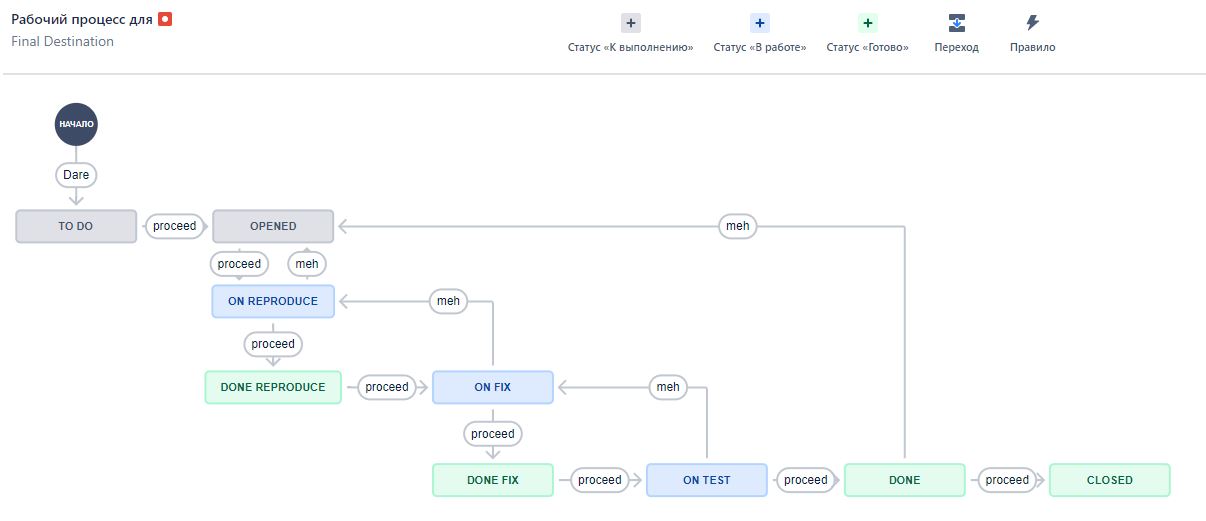 Рабочий процесс для
Final Destination
Статус «К выполнению»
Статус «В работе»
Статус «Готово»
Переход
Правило
НАЧАЛО
Dare
TO DO
proceed
OPENED
meh
proceed
meh
ON REPRODUCE
meh
proceed
DONE REPRODUCE
proceed
ON FIX
meh
proceed
DONE FIX
proceed
ON TEST
proceed
DONE
proceed
CLOSED